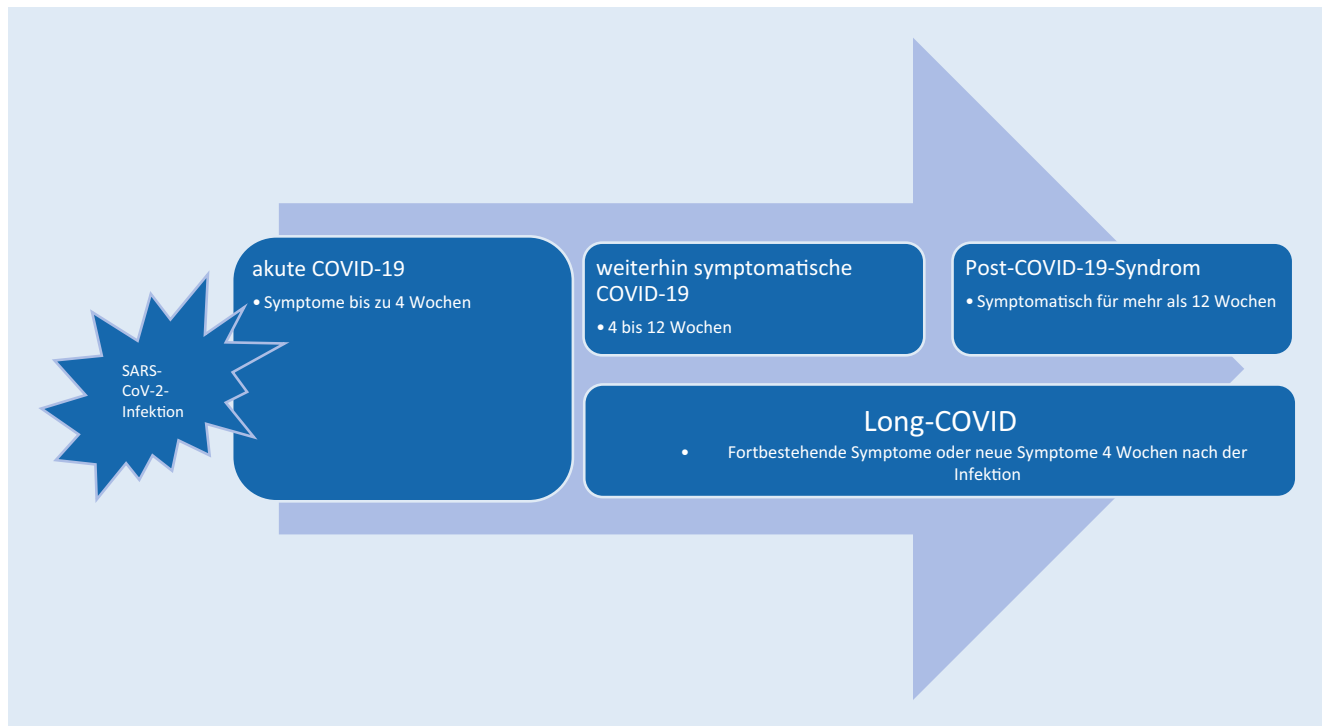 SARS-
CoV-2-
Infektion
akute COVID-19
• Symptome bis zu 4 Wochen
weiterhin symptomatische
COVID-19
• 4 bis 12 Wochen
Post-COVID-19-Syndrom
• Symptomatisch für mehr als 12 Wochen
Long-COVID
• Fortbestehende Symptome oder neue Symptome 4 Wochen nach der
Infektion